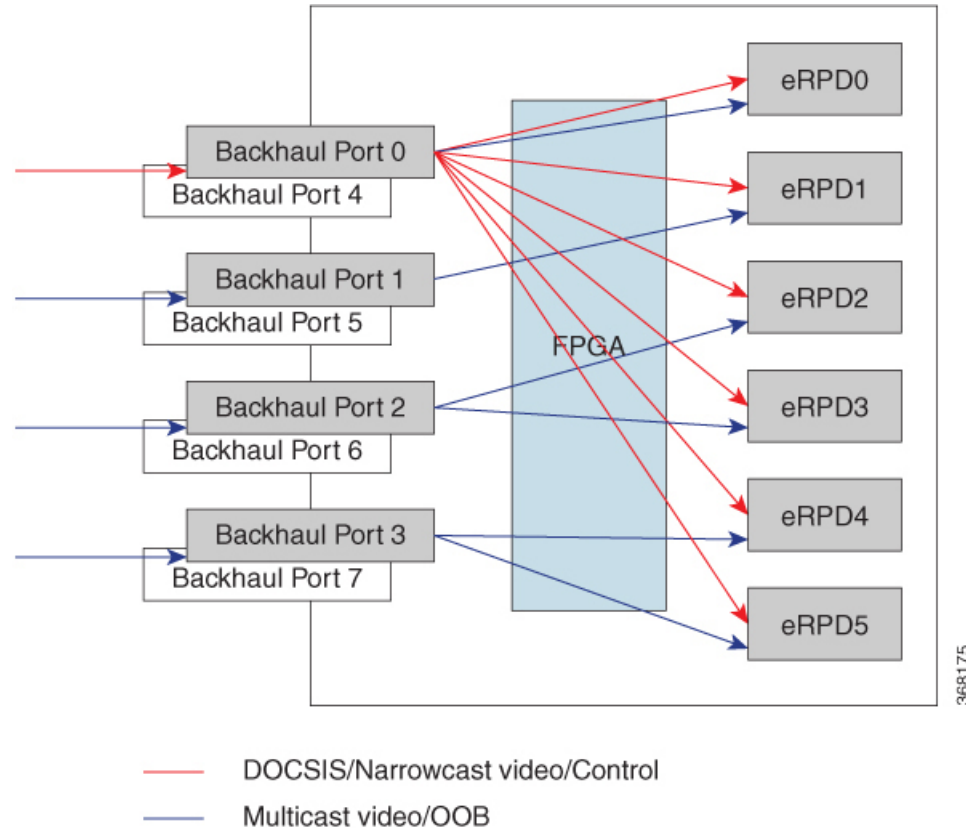 Backhaul Port 0
Backhaul Port 4
Backhaul Port 1
Backhaul Port 5
Backhaul Port 2
Backhaul Port 6
Backhaul Port 3
Backhaul Port 7
FPGA
eRPD0
eRPD1
eRPD2
eRPD3
eRPD4
eRPD5
368175
DOCSIS/Narrowcast video/Control
Multicast video/OOB